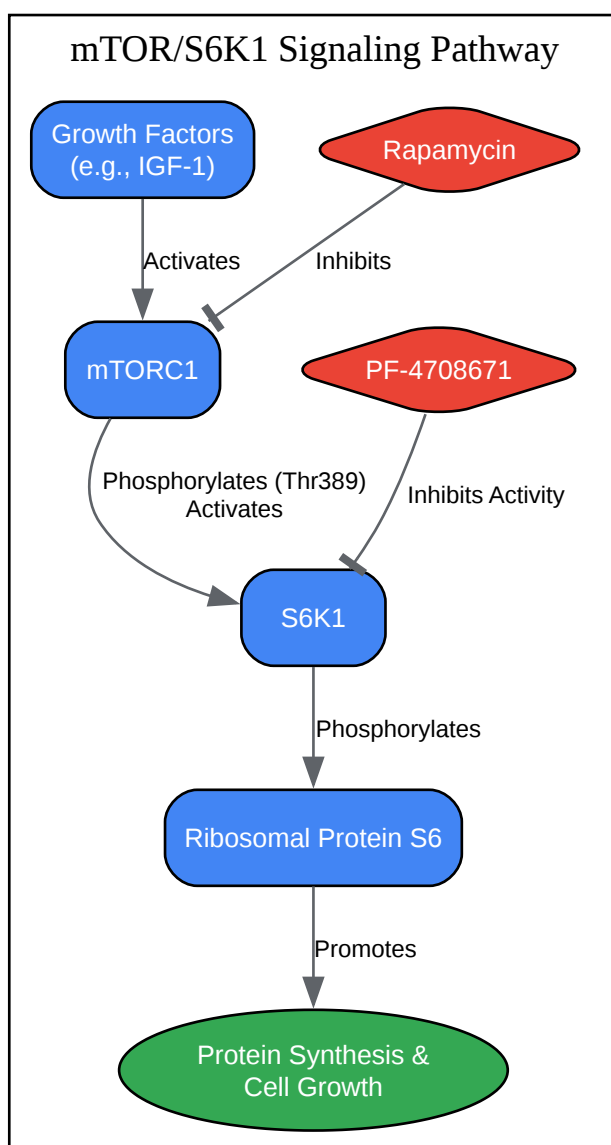 mTOR/S6K1 Signaling Pathway
Growth Factors
(e.g., IGF-1)
Rapamycin
Activates
Inhibits
mTORC1
PF-4708671
Phosphorylates (Thr389)
Activates
Inhibits Activity
S6K1
Phosphorylates
Ribosomal Protein S6
Promotes
Protein Synthesis &
Cell Growth